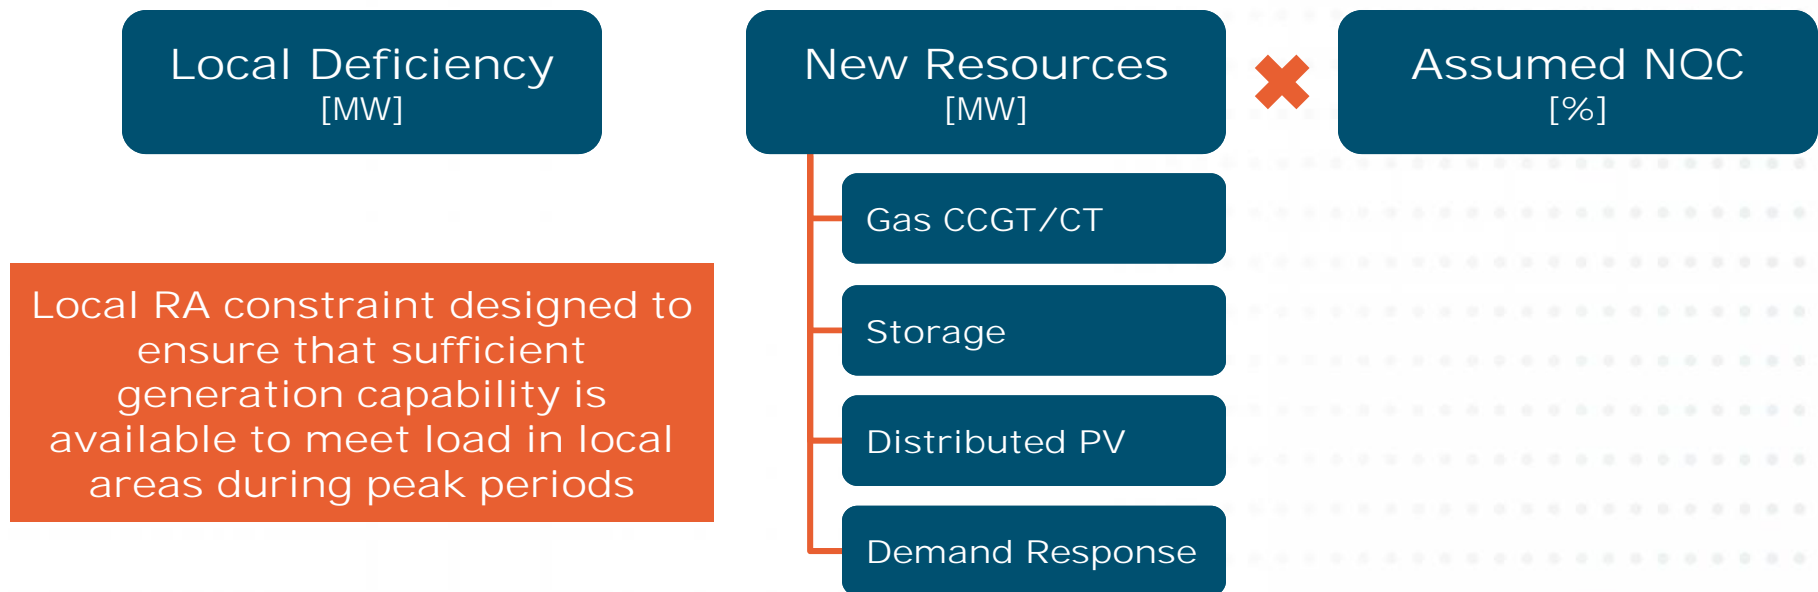 Local Deficiency
[MW]
New Resources
[MW]
Assumed NQC
[%]
Gas CCGT/CT
Storage
Distributed PV
Demand Response
Local RA constraint designed to
ensure that sufficient
generation capability is
available to meet load in local
areas during peak periods